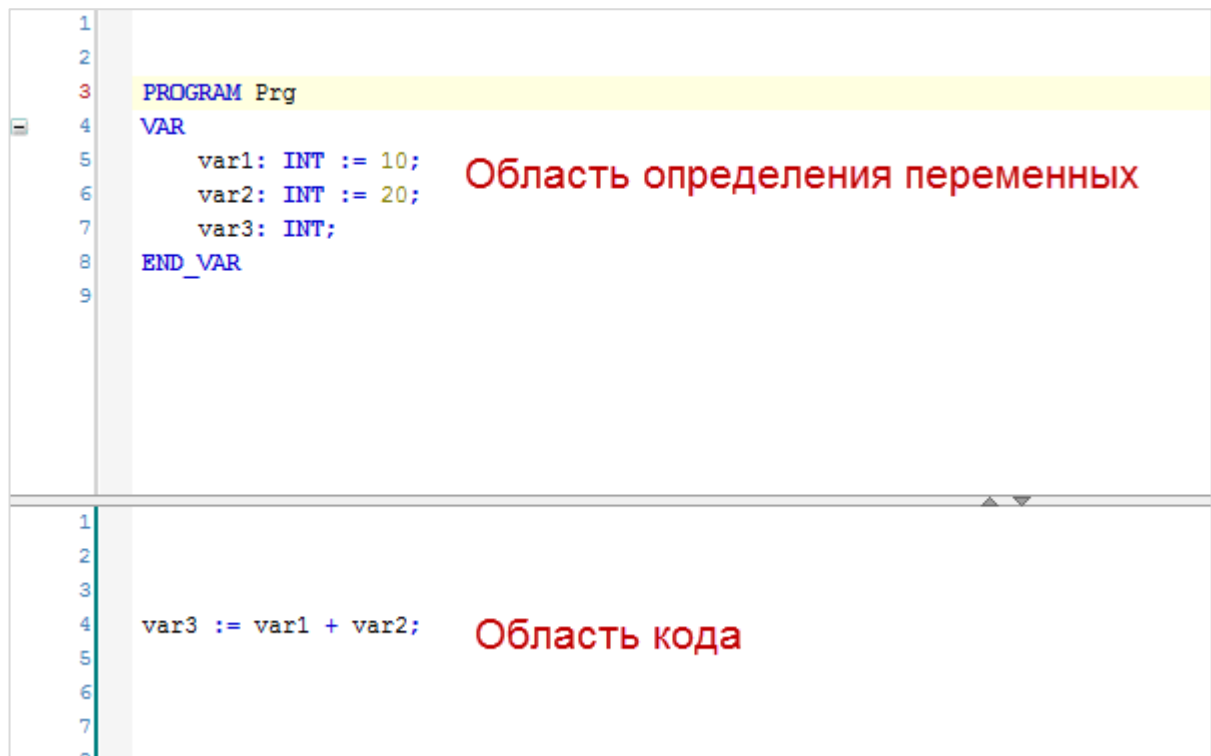 1
2
3 PROGRAM Prg
4 VAR
5 var1: INT := 10;
Область определения переменных
6 var2: INT := 20;
7 var3: INT;
8 END_VAR
9
1
2
3
4 var3 := var1 + var2;
Область кода
5
6
7